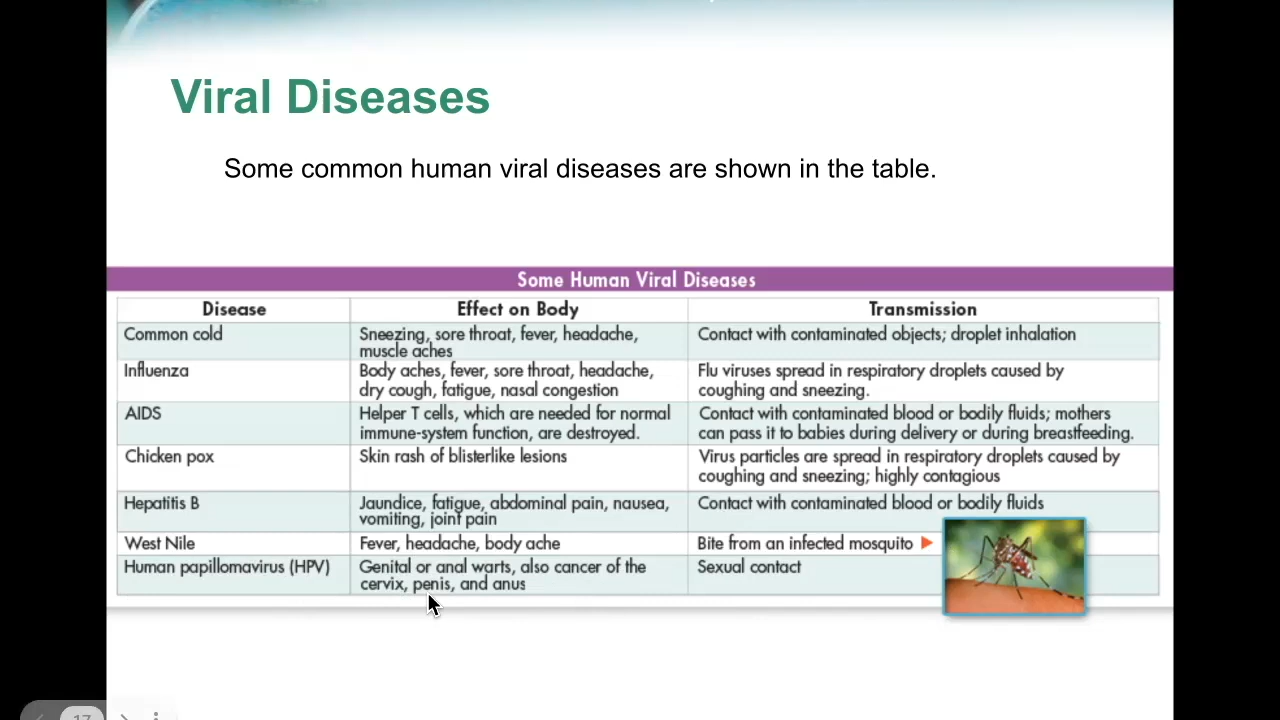 Viral Diseases
Some common human viral diseases are shown in the table.
Some Human Viral Diseases
Disease
Effect on Body
Transmission
Common cold
Sneezing, sore throat, fever, headache,
muscle aches
Contact with contaminated objects; droplet inhalation
Influenza
Body aches, fever, sore throat, headache,
dry cough, fatigue, nasal congestion
Flu viruses spread in respiratory droplets caused by
coughing and sneezing.
AIDS
Helper T cells, which are needed for normal
immune-system function, are destroyed.
Contact with contaminated blood or bodily fluids; mothers
can pass it to babies during delivery or during breastfeeding.
Chicken pox
Skin rash of blisterlike lesions
Virus particles are spread in respiratory droplets caused by
coughing and sneezing; highly contagious
Hepatitis B
Jaundice, fatigue, abdominal pain, nausea,
vomiting, joint pain
Contact with contaminated blood or bodily fluids
West Nile
Fever, headache, body ache
Bite from an infected mosquito
Human papillomavirus (HPV)
Genital or anal warts, also cancer of the
cervix, penis, and anus
Sexual contact
17